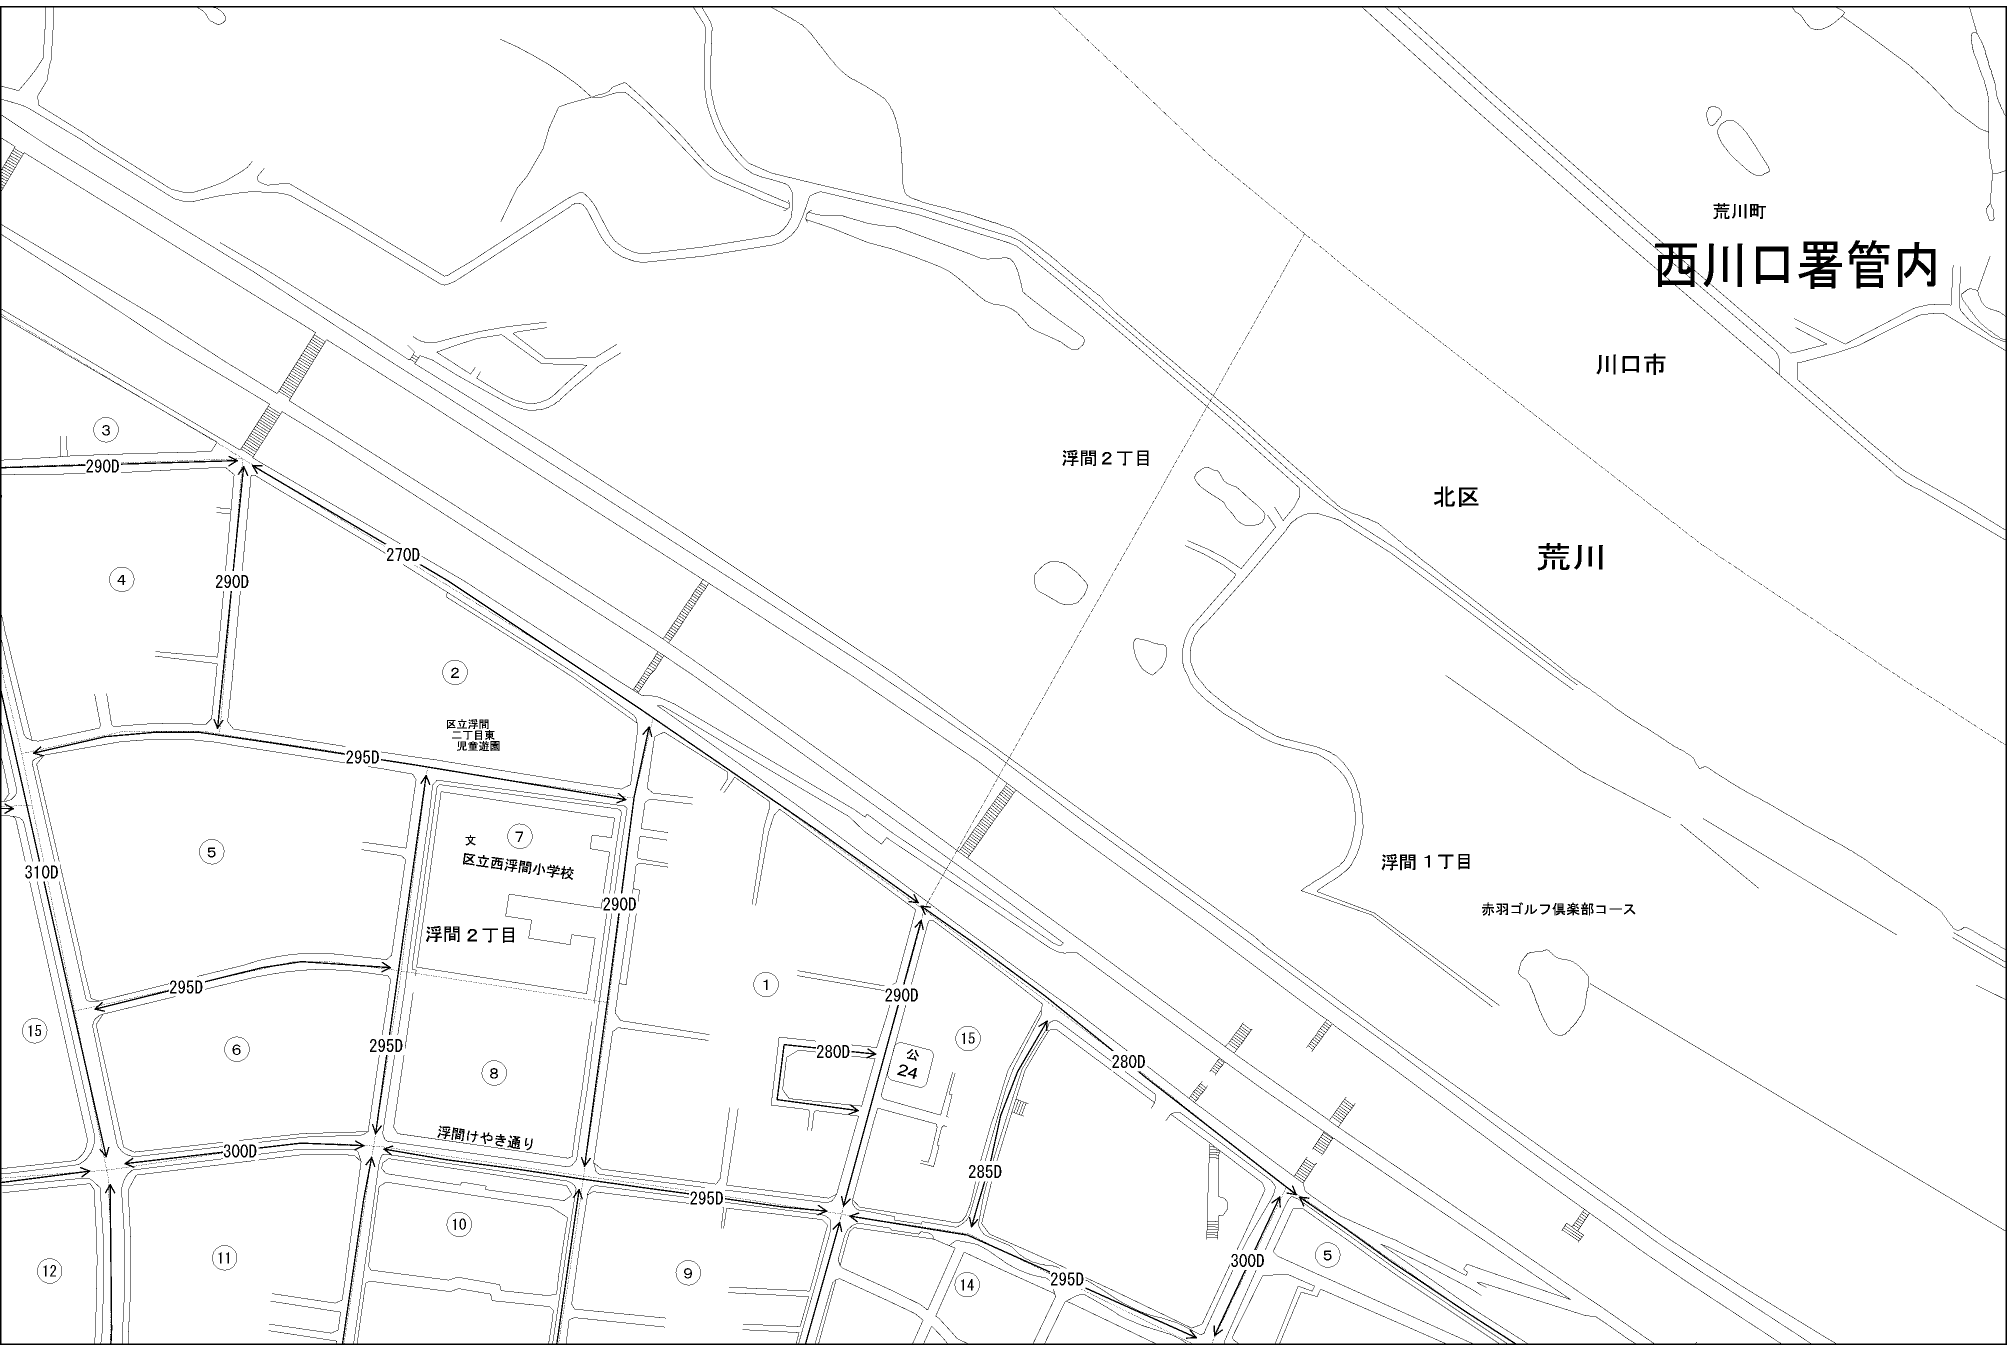 荒川町
西川口署管内
川口市
③
290D
浮間２丁目
北区
荒川
270D
④
290D
②
区立浮間
二丁目東
児童遊園
295D
⑦
文
区立西浮間小学校
⑤
310D
290D
浮間２丁目
浮間１丁目
赤羽ゴルフ倶楽部コース
295D
①
290D
⑮
⑥
295D
⑧
280D
公
24
⑮
280D
浮間けやき通り
300D
295D
285D
⑫
⑪
⑩
⑨
⑭
295D
300D
⑤